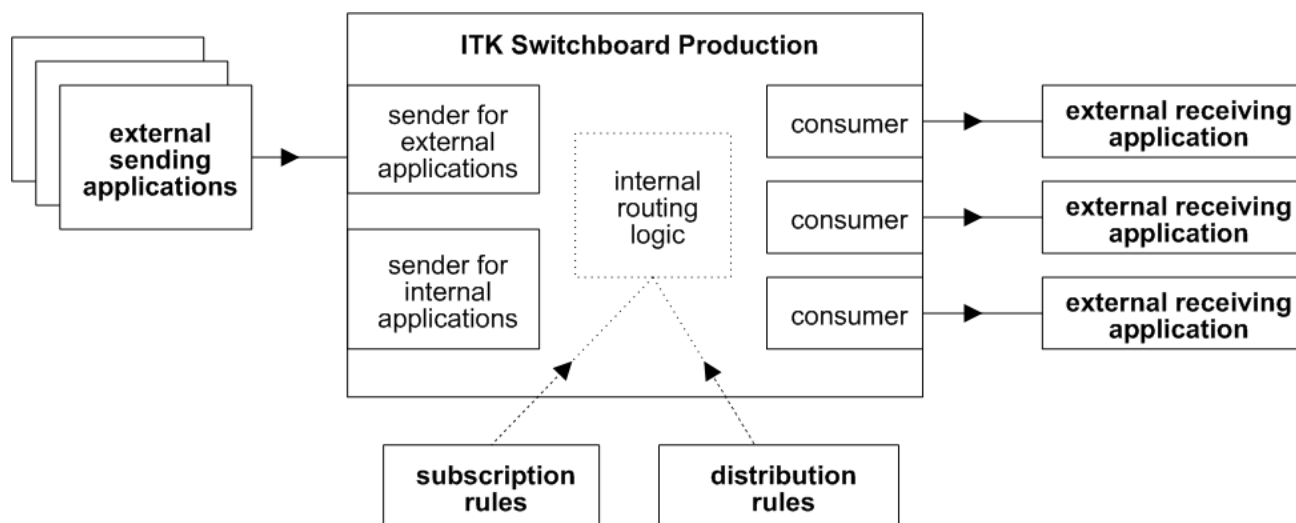 ITK Switchboard Production
external
sending
applications
sender for
external
applications
sender for
internal
applications
internal
routing
logic
consumer
consumer
consumer
external receiving
application
external receiving
application
external receiving
application
subscription
rules
distribution
rules